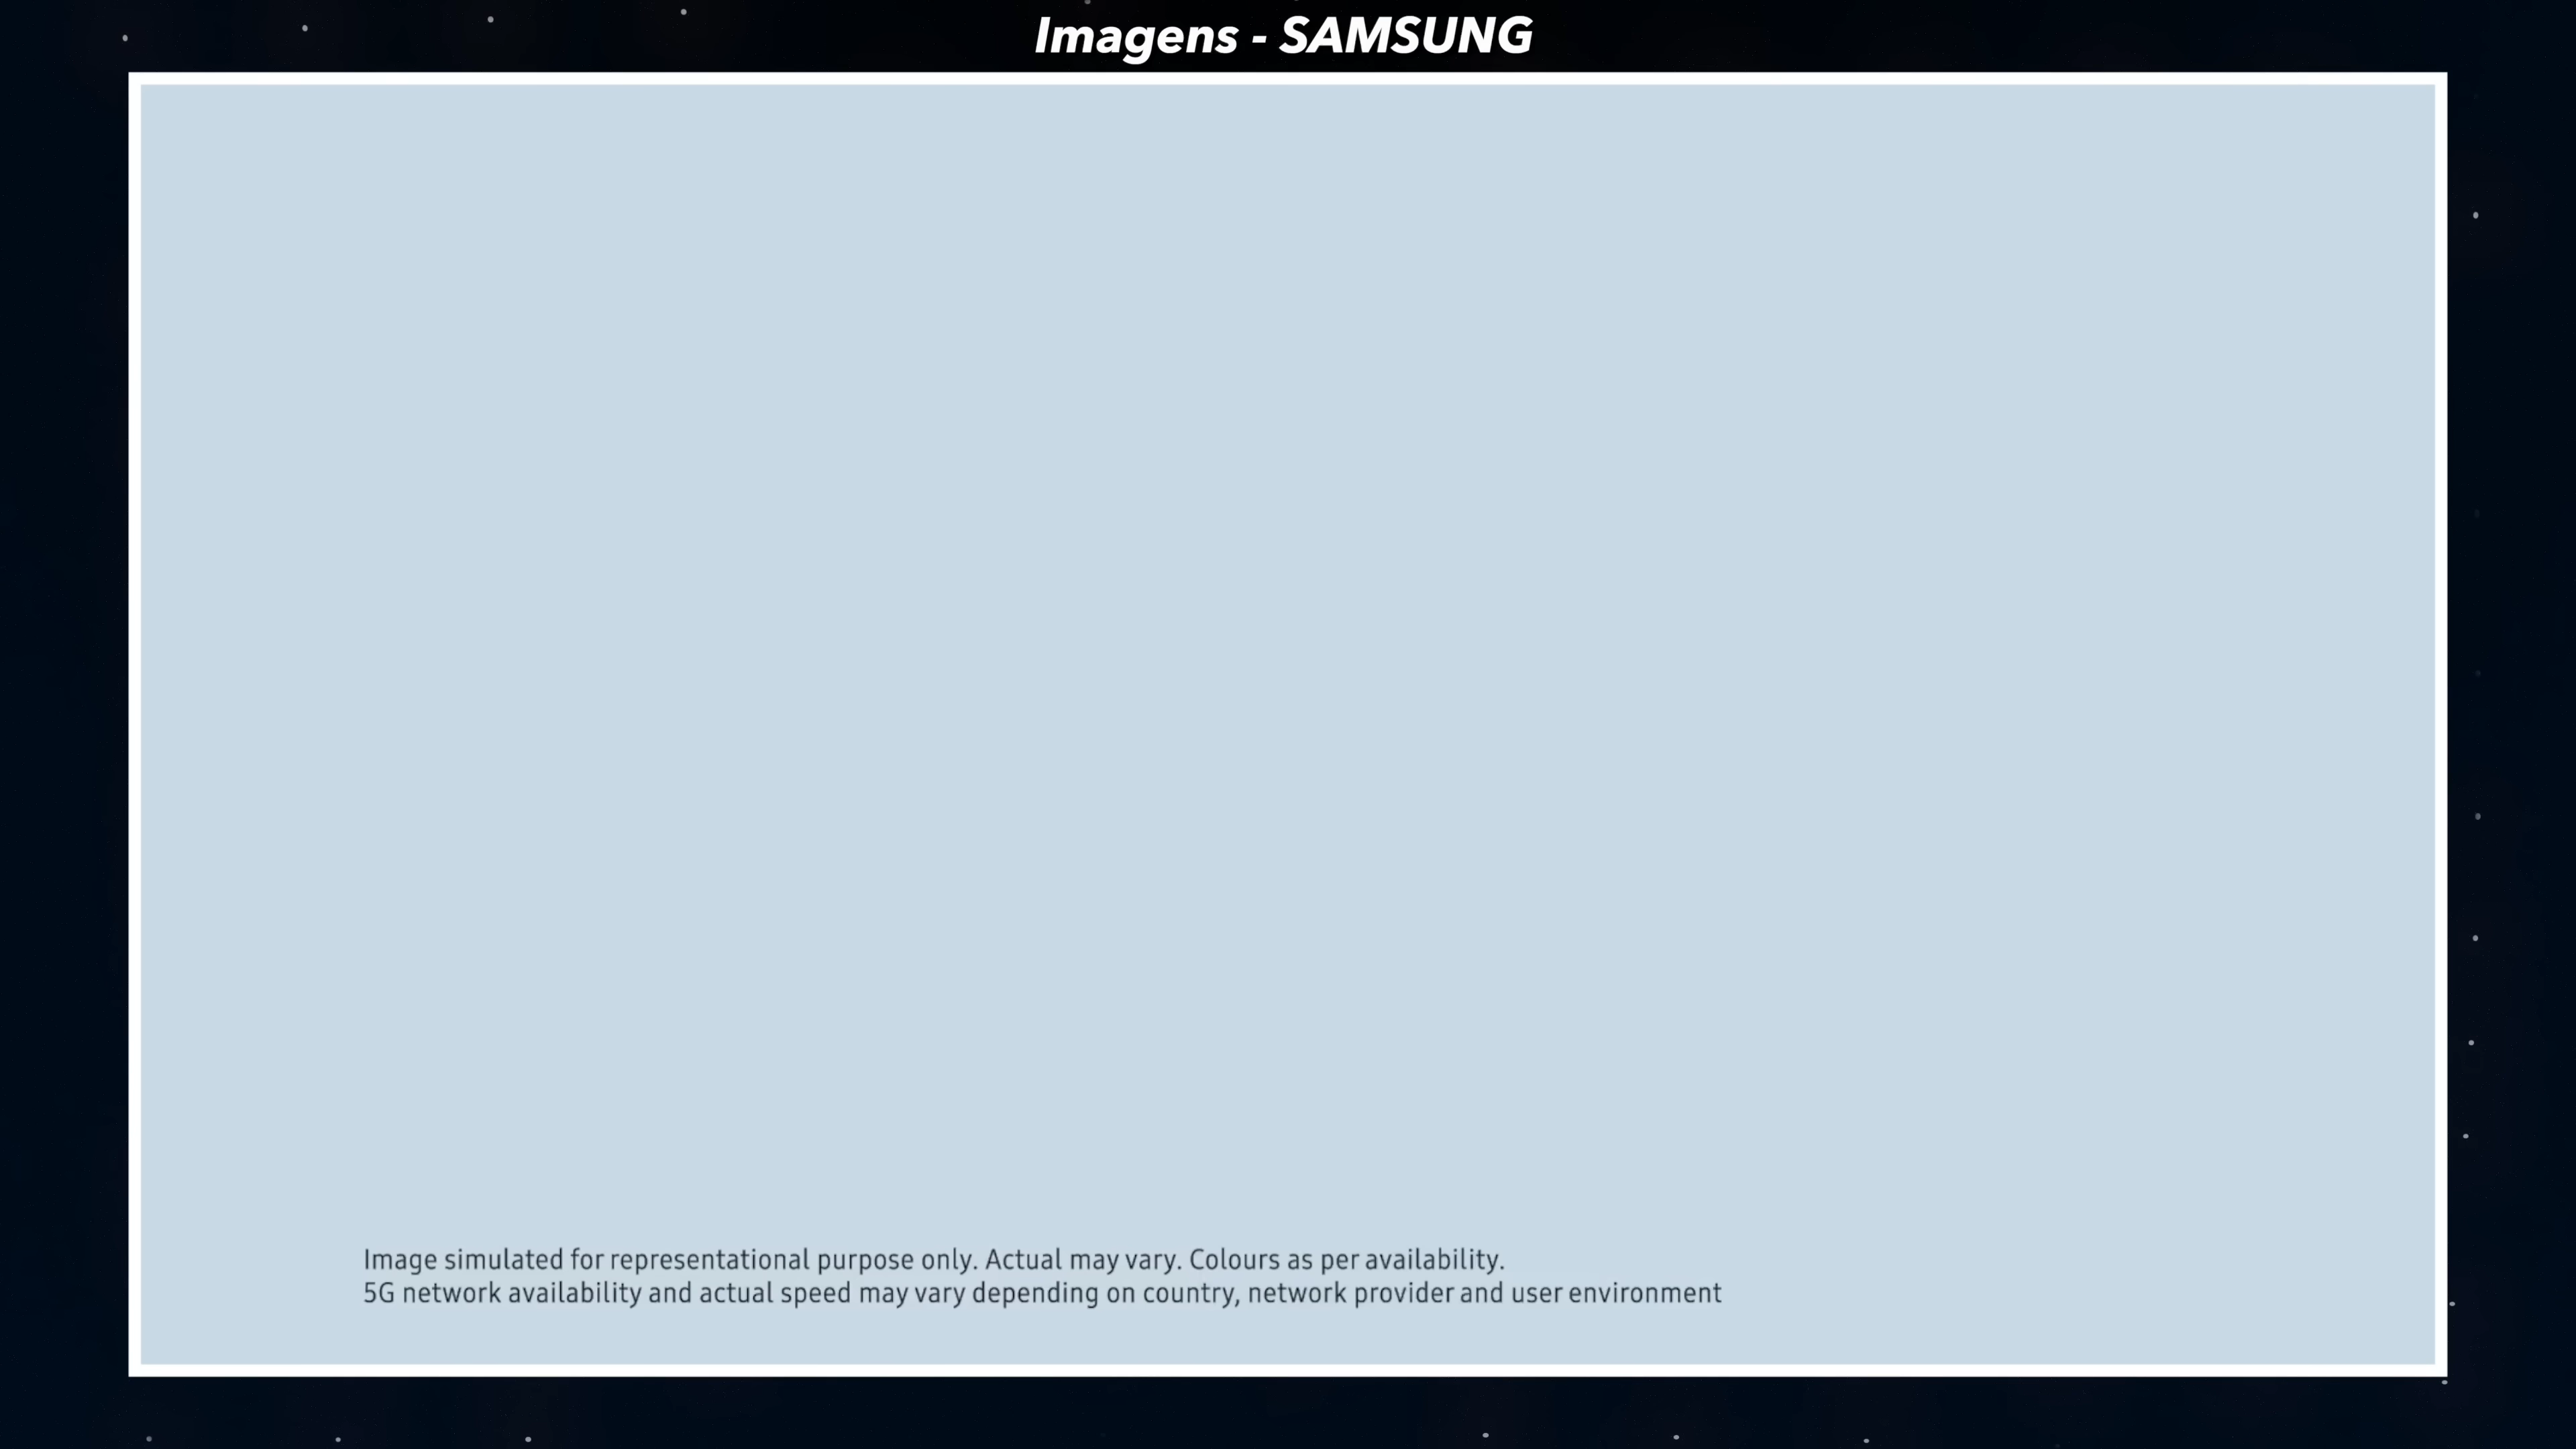 Imagens - SAMSUNG
Image simulated for representational purpose only. Actual may vary. Colours as per availability.
5G network availability and actual speed may vary depending on country, network provider and user environment